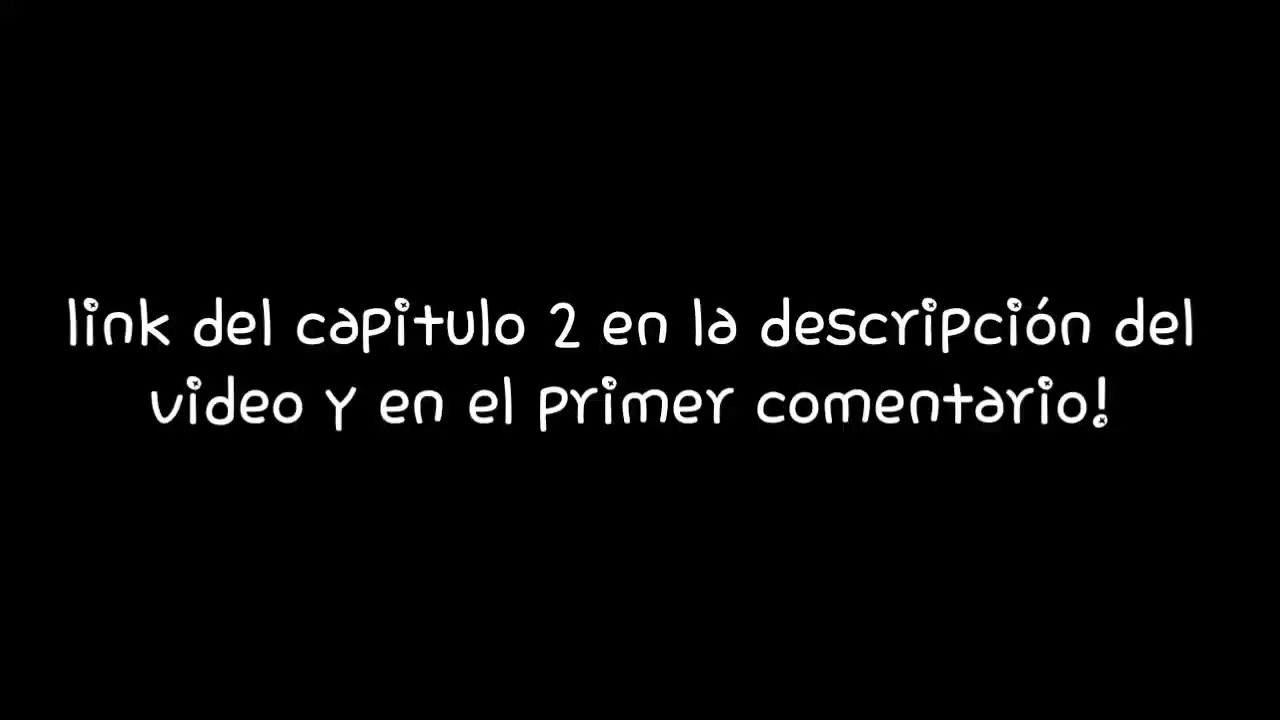 link del capitulo 2 en la descripción del
video y en el primer comentario!